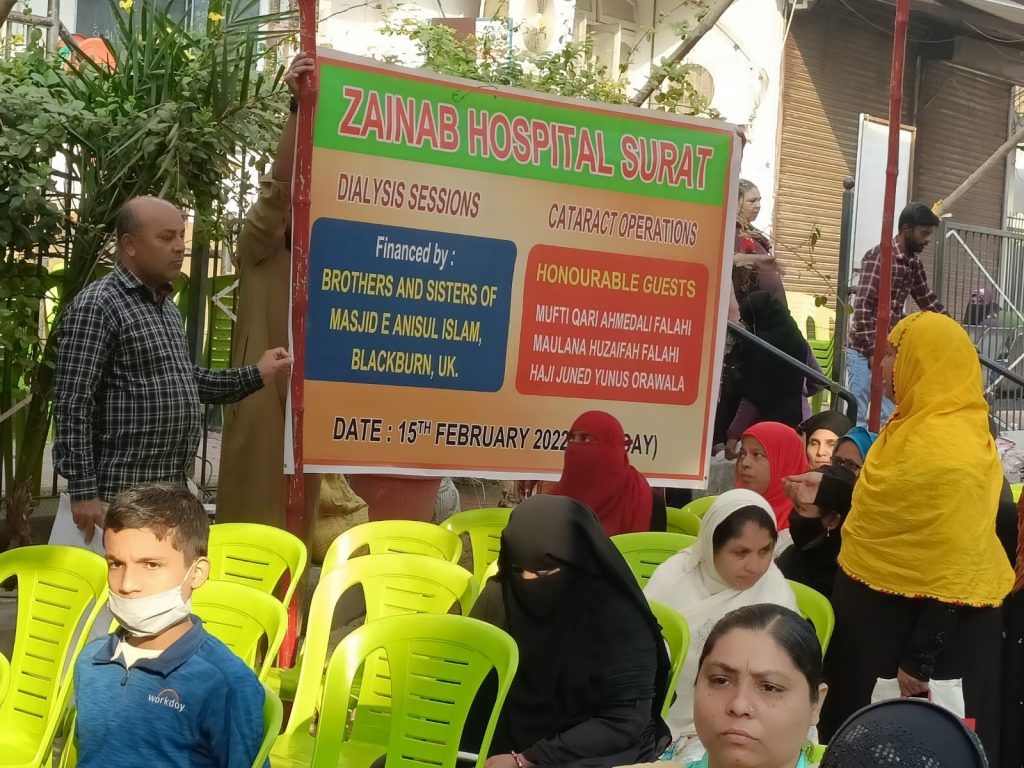 ZAINAB HOSPITAL SURAT
DIALYSIS SESSIONS
Financed by :
BROTHERS AND SISTERS OF
MASJID E ANISUL ISLAM,
BLACKBURN, UK.
CATARACT OPERATIONS
HONOURABLE GUESTS
MUFTI QARI AHMEDALI FALAHI
MAULANA HUZAIFAH FALAHI
HAJI JUNED YUNUS ORAWALA
DATE : 15TH FEBRUARY 2022
workday